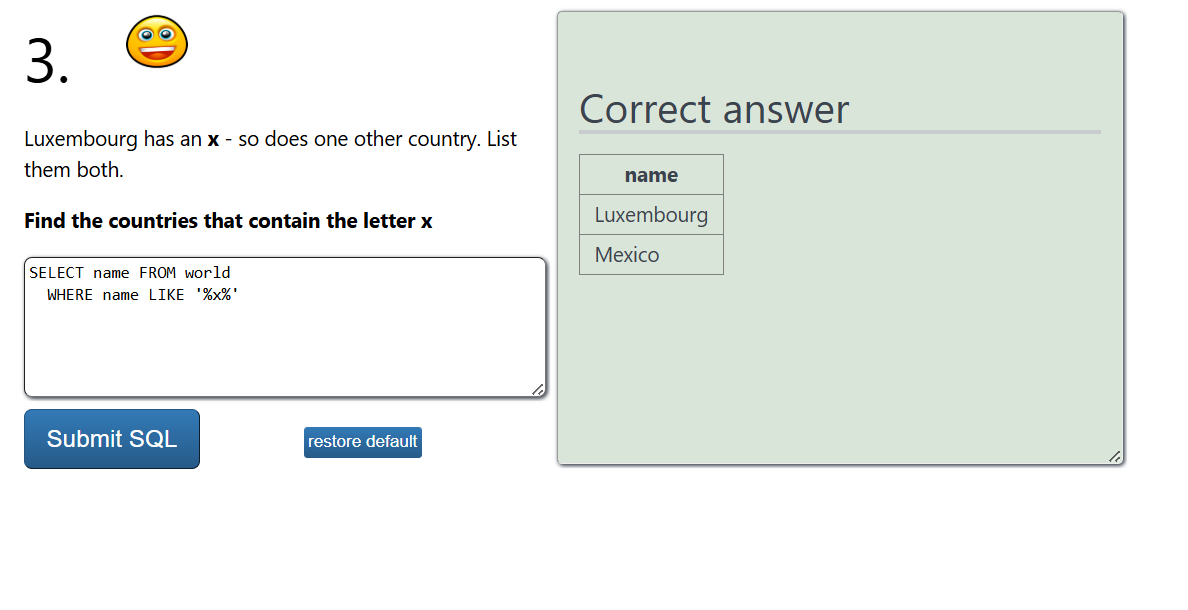 3.
Luxembourg has an x - so does one other country. List
them both.
Find the countries that contain the letter x
SELECT name FROM world
  WHERE name LIKE '%x%'
Submit SQL
restore default
Correct answer
name
Luxembourg
Mexico